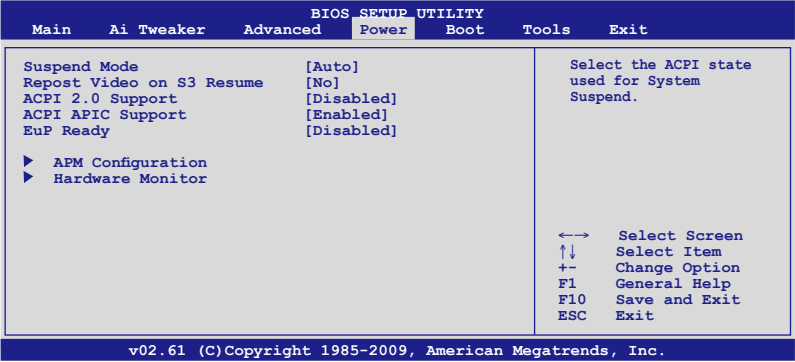 BIOS SETUP UTILITY
Main Ai Tweaker Advanced Power Boot Tools Exit
Suspend Mode [Auto]
Repost Video on S3 Resume [No]
ACPI 2.0 Support [Disabled]
ACPI APIC Support [Enabled]
EuP Ready [Disabled]
▶ APM Configuration
▶ Hardware Monitor
Select the ACPI state
used for System
Suspend.
←→ Select Screen
↑↓ Select Item
+- Change Option
F1 General Help
F10 Save and Exit
ESC Exit
v02.61 (C)Copyright 1985-2009, American Megatrends, Inc.